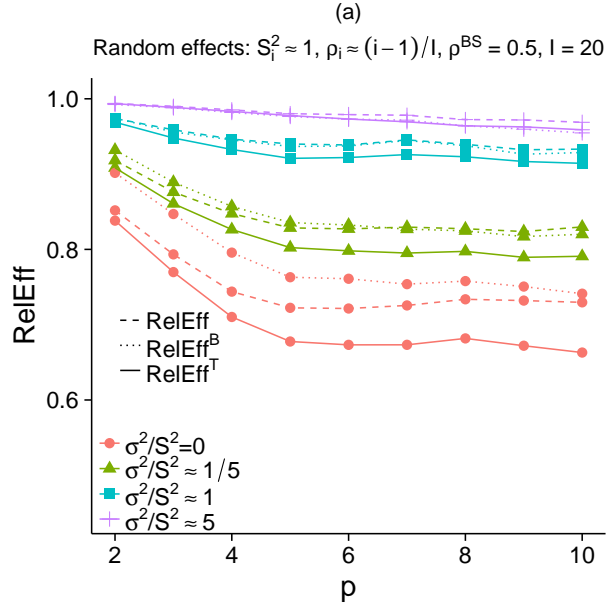 (a)
Random effects: S_i^2 ≈ 1, ρ_i ≈ (i − 1)/I, ρ^BS = 0.5, I = 20
1.0
0.8
0.6
RelEff
RelEff
RelEff^B
RelEff^T
σ^2/S^2=0
σ^2/S^2 ≈ 1/5
σ^2/S^2 ≈ 1
σ^2/S^2 ≈ 5
2 4 6 8 10
p